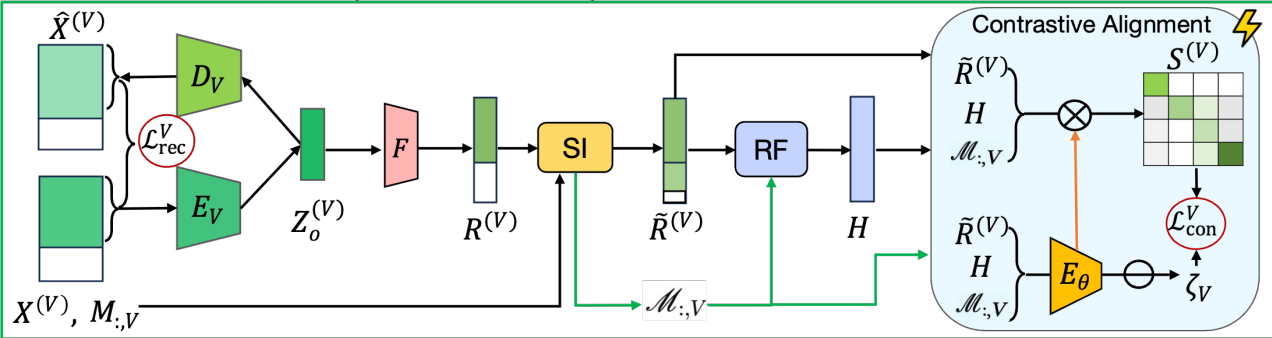 X̂^(V)
D_V
L^V_rec
E_V
Z_o^(V)
F
R^(V)
SI
R̃^(V)
RF
H
X^(V), M_:,V
ℳ_:,V
Contrastive Alignment
R̃^(V)
H
ℳ_:,V
S^(V)
R̃^(V)
H
ℳ_:,V
E_θ
L^V_con
ζ_V